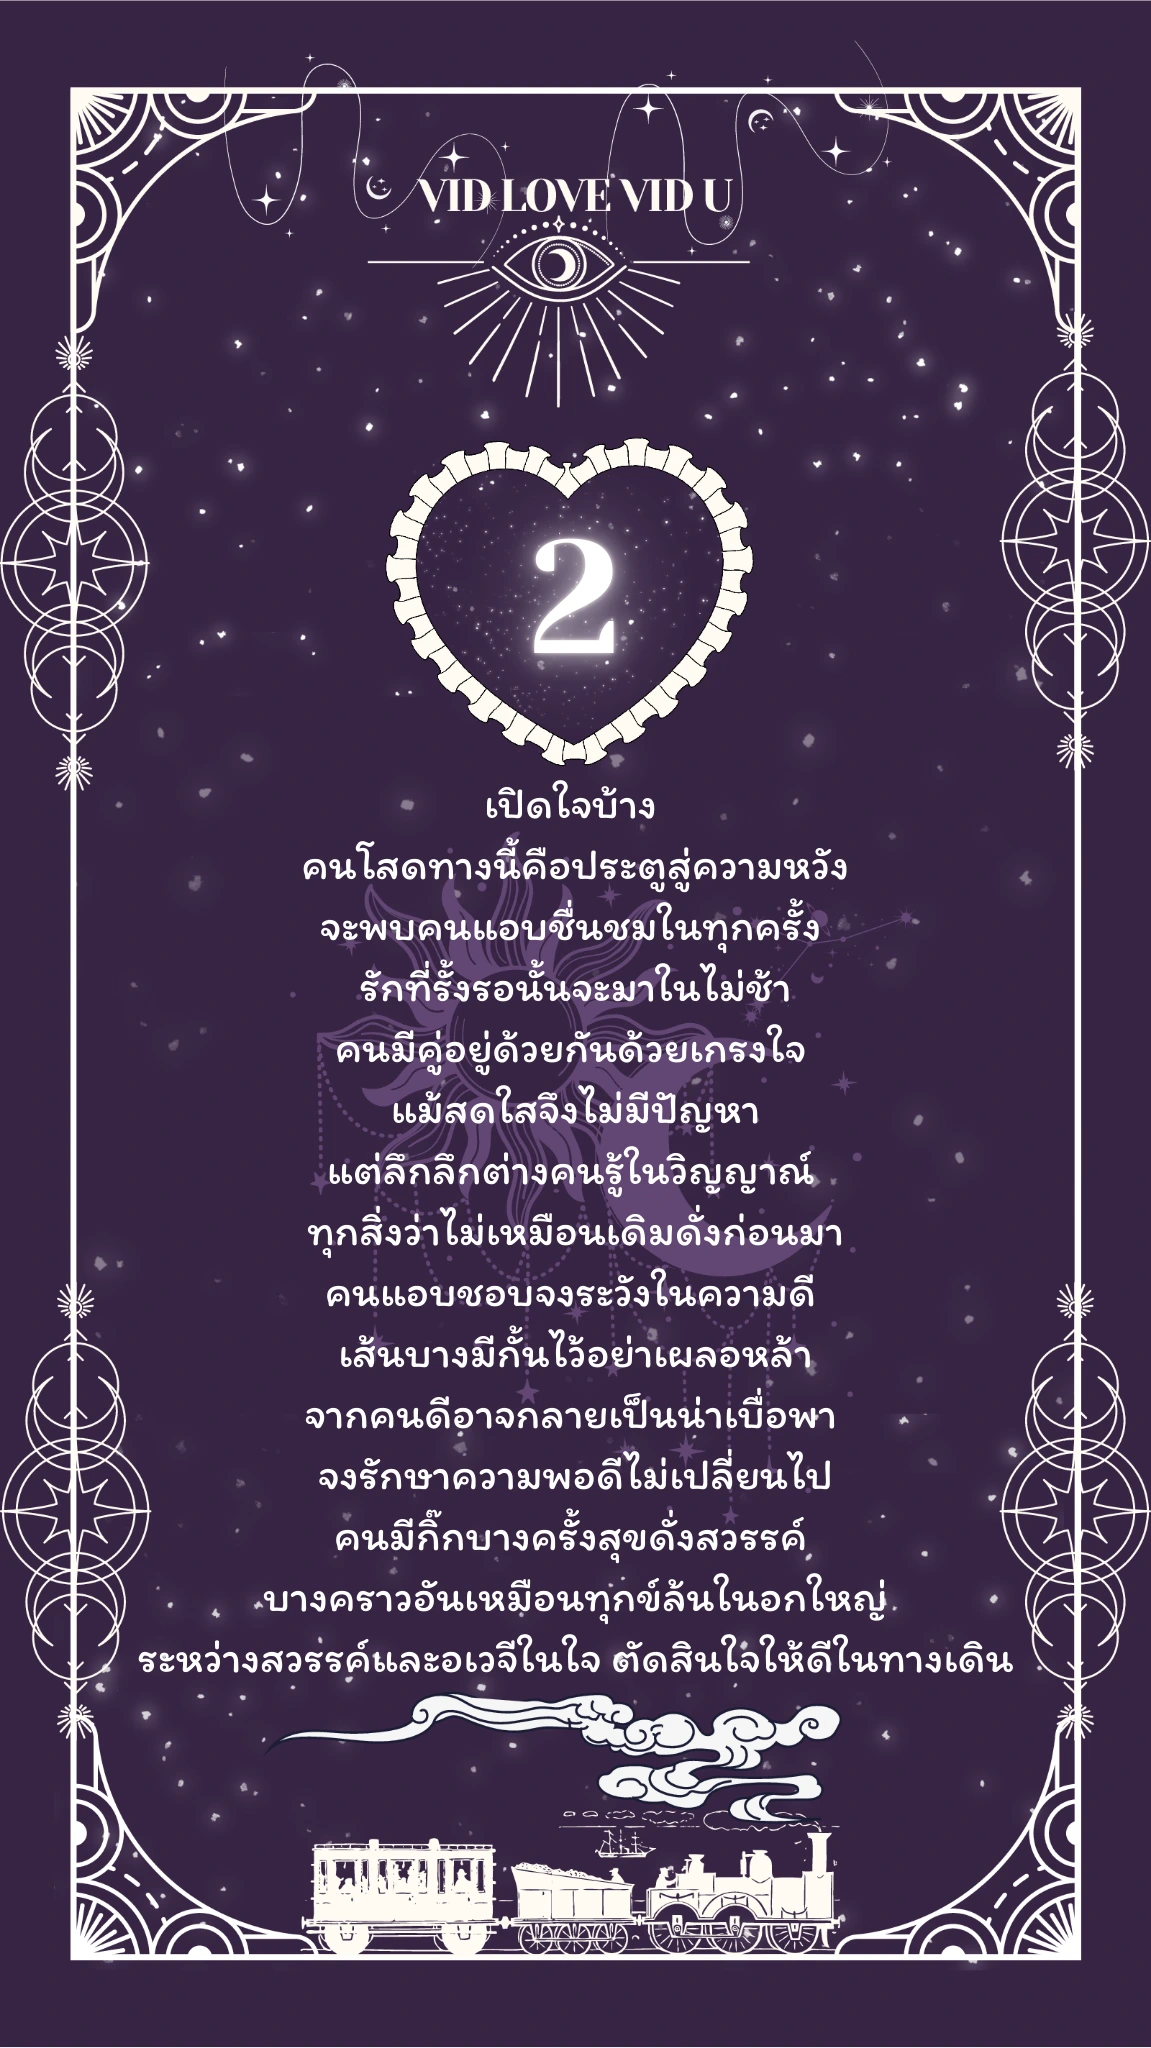 VID LOVE VID U
2
เปิดใจบ้าง
คนโสดทางนี้คือประตูสู่ความหวัง
จะพบคนแอบชื่นชมในทุกครั้ง
รักที่รั้งรอนั้นจะมาในไม่ช้า
คนมีคู่อยู่ด้วยกันด้วยเกรงใจ
แม้สดใสจึงไม่มีปัญหา
แต่ลึกลึกต่างคนรู้ในวิญญาณ์
ทุกสิ่งว่าไม่เหมือนเดิมดั่งก่อนมา
คนแอบชอบจงระวังในความดี
เส้นบางมีกั้นไว้อย่าเผลอหล้า
จากคนดีอาจกลายเป็นน่าเบื่อพา
จงรักษาความพอดีไม่เปลี่ยนไป
คนมีกิ๊กบางครั้งสุขดั่งสวรรค์
บางคราวอันเหมือนทุกข์ล้นในอกใหญ่
ระหว่างสวรรค์และอเวจีในใจ ตัดสินใจให้ดีในทางเดิน